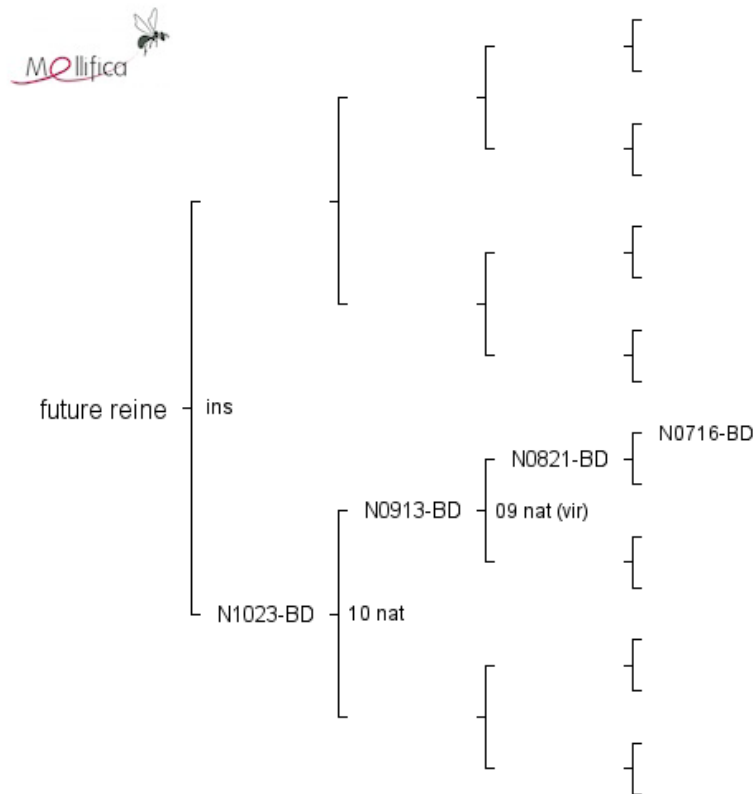 Mellifica
N0716-BD
N0821-BD
N0913-BD
09 nat (vir)
future reine
ins
N1023-BD
10 nat